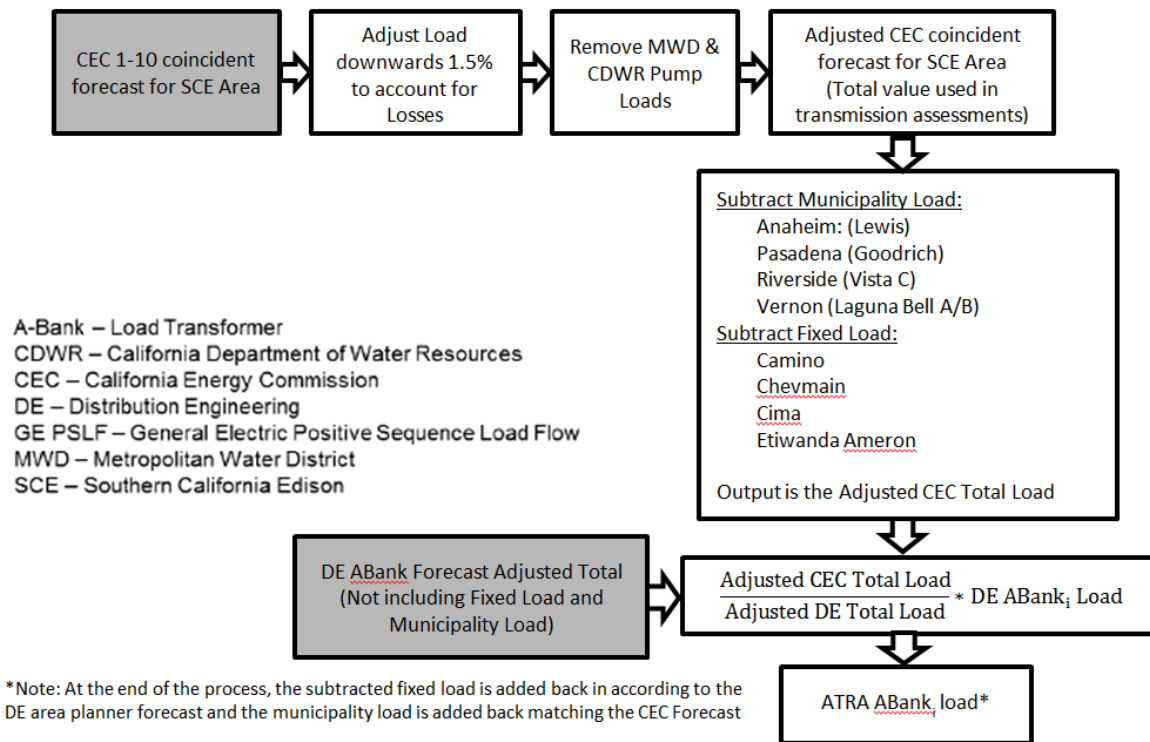 CEC 1-10 coincident
forecast for SCE Area
Adjust Load
downwards 1.5%
to account for
Losses
Remove MWD &
CDWR Pump
Loads
Adjusted CEC coincident
forecast for SCE Area
(Total value used in
transmission assessments)
Subtract Municipality Load:
Anaheim: (Lewis)
Pasadena (Goodrich)
Riverside (Vista C)
Vernon (Laguna Bell A/B)
Subtract Fixed Load:
Camino
Chevmain
Cima
Etiwanda Ameron
Output is the Adjusted CEC Total Load
A-Bank – Load Transformer
CDWR – California Department of Water Resources
CEC – California Energy Commission
DE – Distribution Engineering
GE PSLF – General Electric Positive Sequence Load Flow
MWD – Metropolitan Water District
SCE – Southern California Edison
DE ABank Forecast Adjusted Total
(Not including Fixed Load and
Municipality Load)
Adjusted CEC Total Load
Adjusted DE Total Load
* DE ABankᵢ Load
ATRA ABankᵢ load*
*Note: At the end of the process, the subtracted fixed load is added back in according to the
DE area planner forecast and the municipality load is added back matching the CEC Forecast